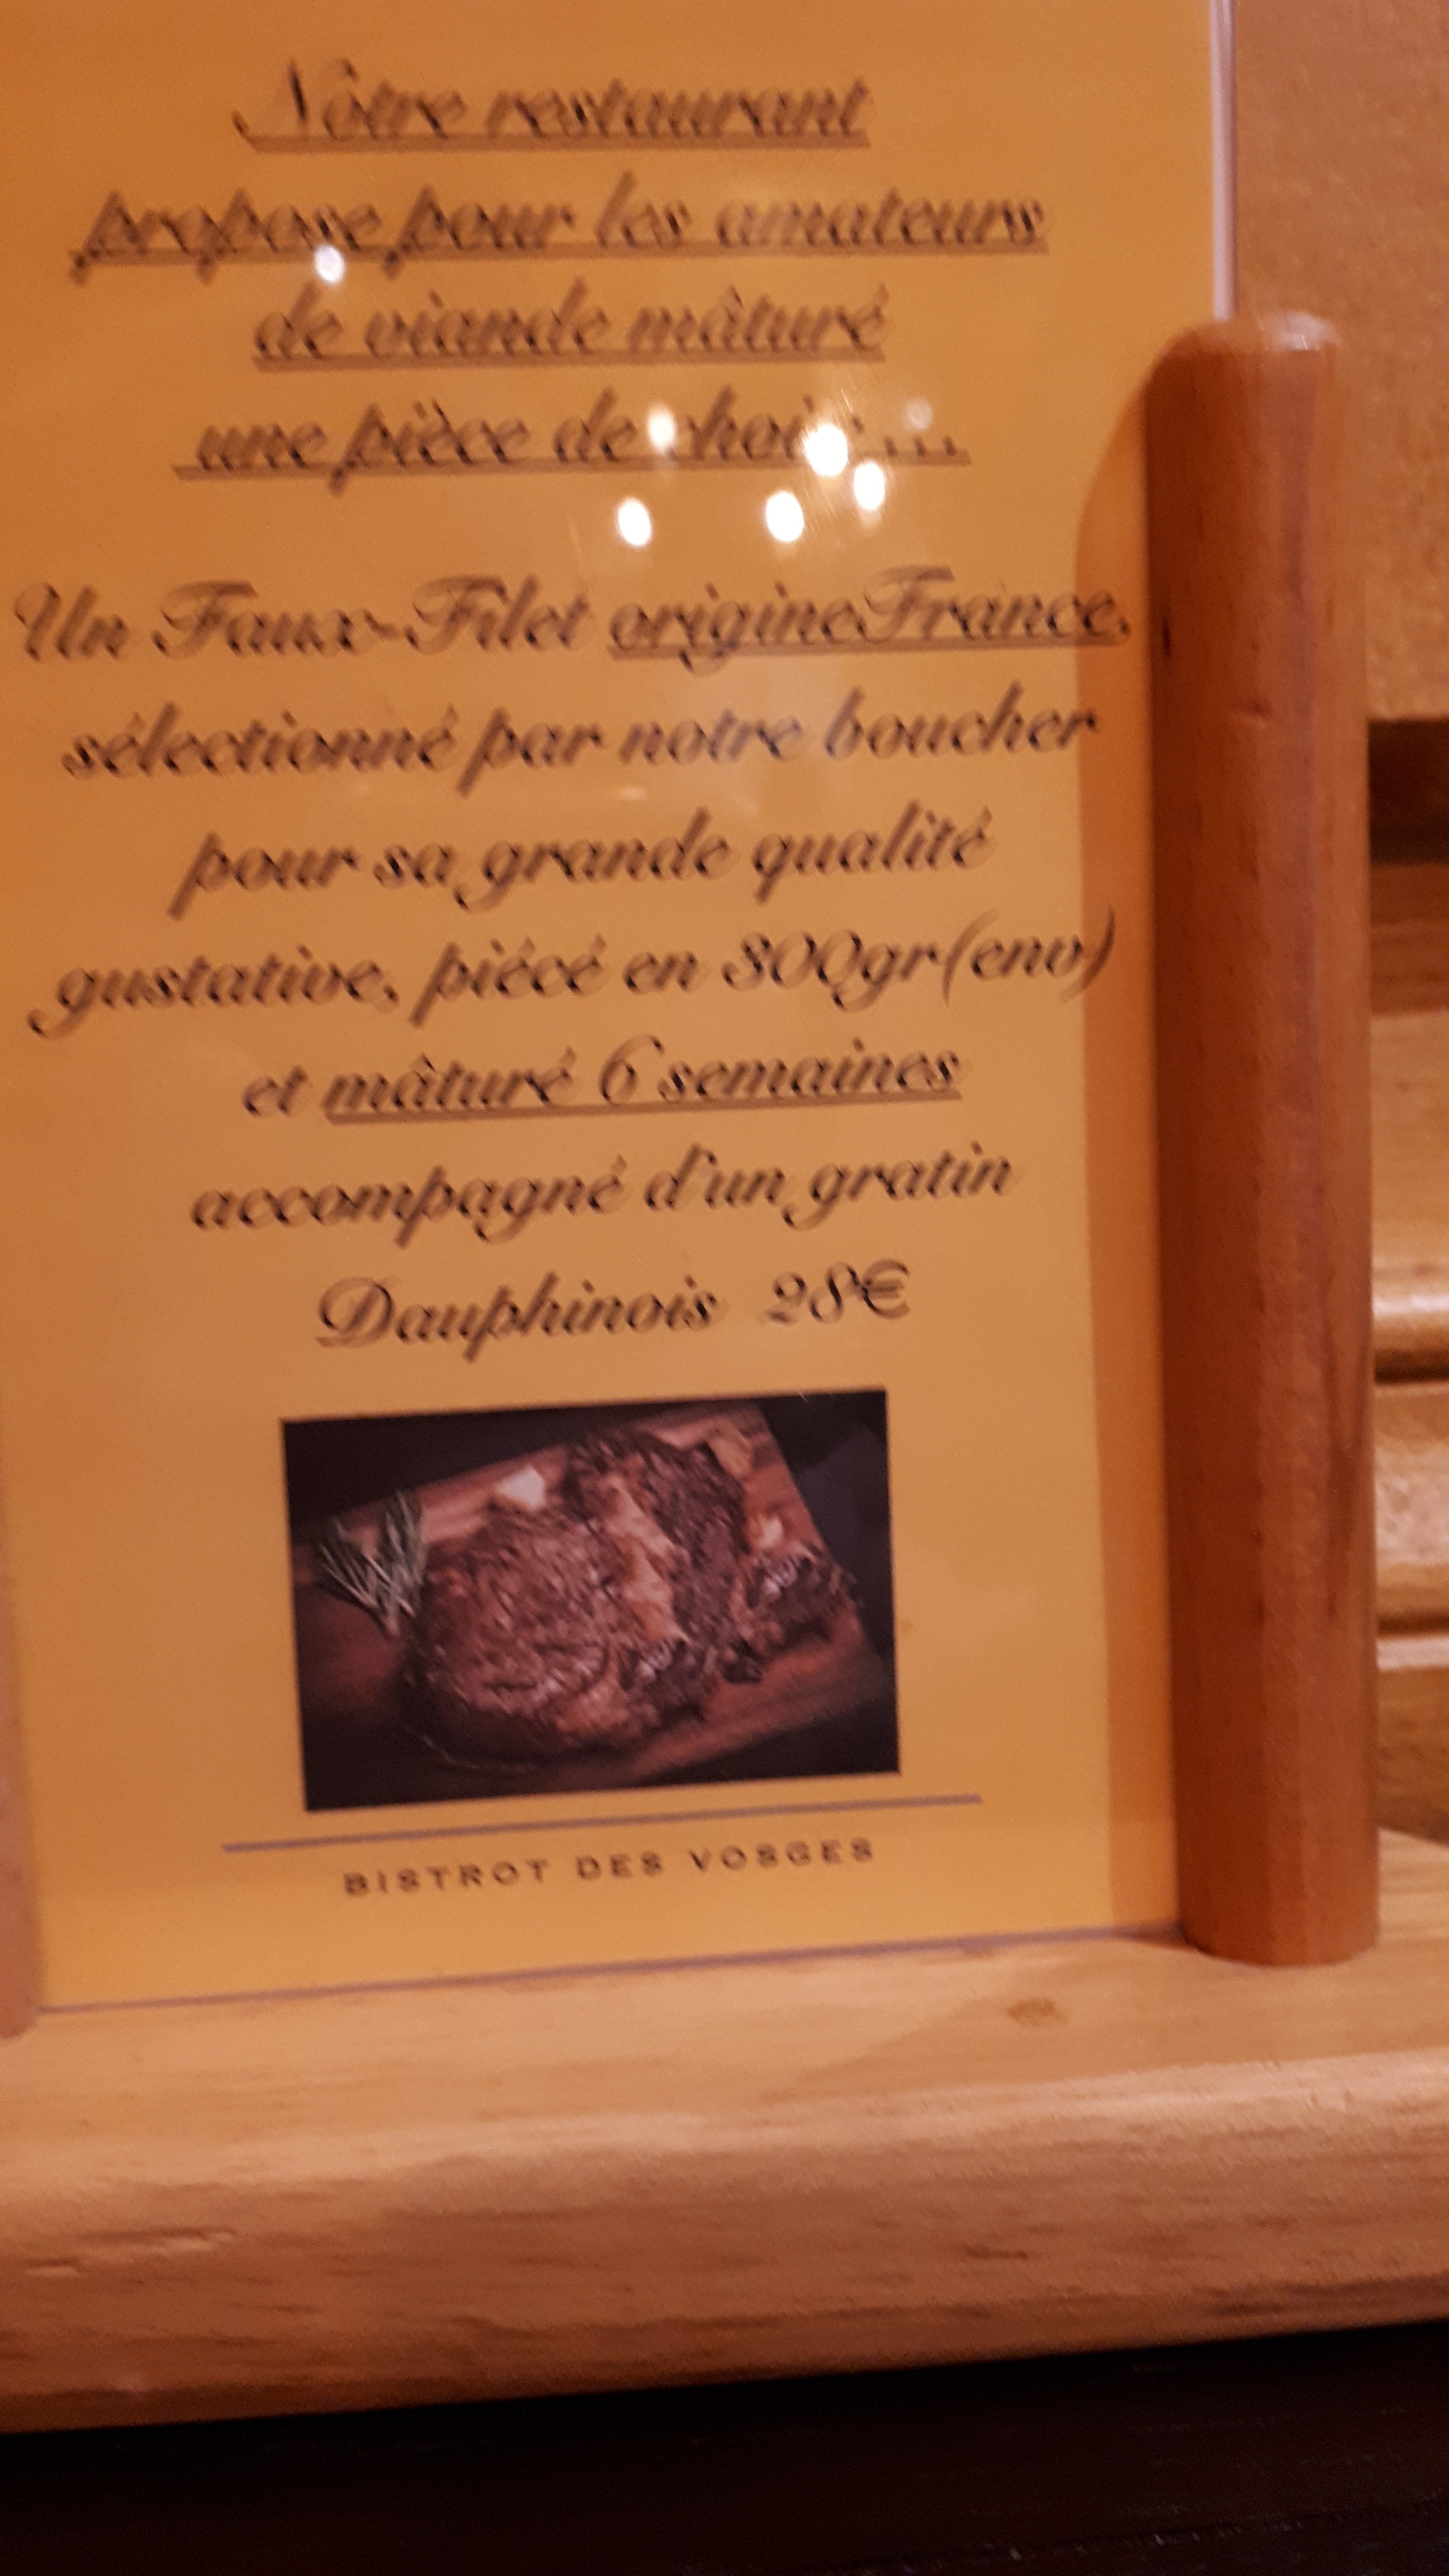 Nôtre restaurant
propose pour les amateurs
de viande mâturé
une pièce de choix....
Un Faux-Filet origine France,
sélectionné par notre boucher
pour sa grande qualité
gustative, piécé en 300gr(env)
et mâturé 6 semaines
accompagné d'un gratin
Dauphinois 28€
BISTROT DES VOSGES